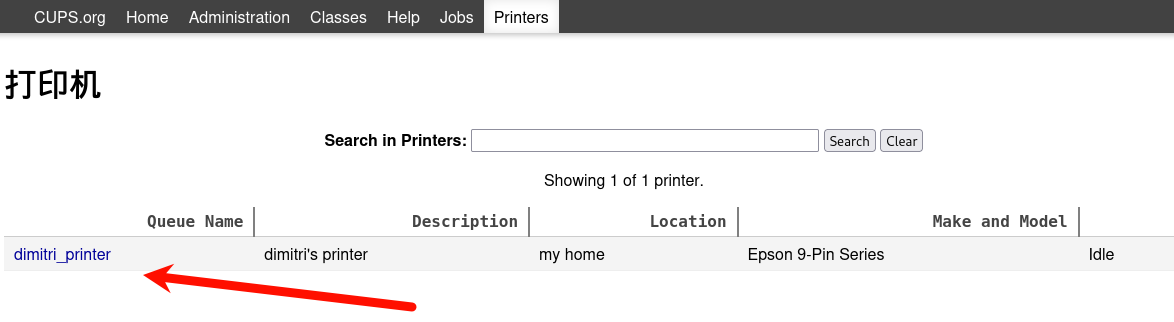 CUPS.org Home Administration Classes Help Jobs Printers
打印机
Search in Printers: Search Clear
Showing 1 of 1 printer.
Queue Name Description Location Make and Model
dimitri_printer dimitri's printer my home Epson 9-Pin Series Idle